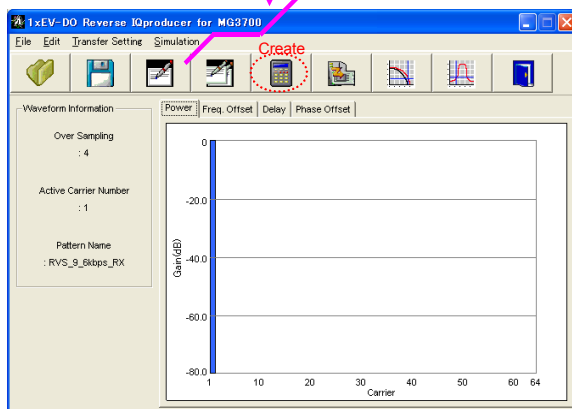 1xEV-DO Reverse IQproducer for MG3700
File Edit Transfer Setting Simulation
Create
Waveform Information
Over Sampling
: 4
Active Carrier Number
: 1
Pattern Name
: RVS_9_6kbps_RX
Power Freq. Offset Delay Phase Offset
Gain(dB)
0
-20.0
-40.0
-60.0
-80.0
1 10 20 30 40 50 60 64
Carrier